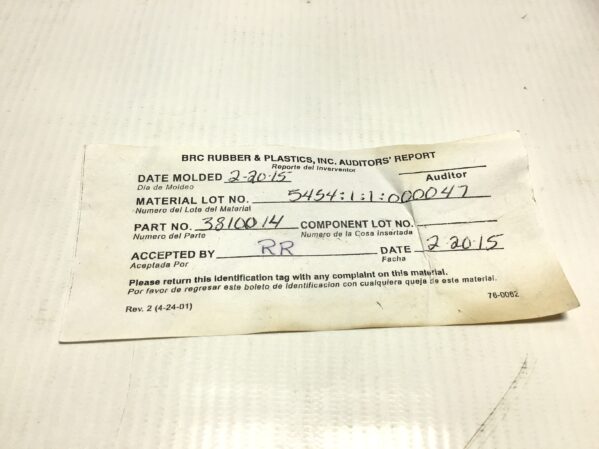 BRC RUBBER & PLASTICS, INC. AUDITORS' REPORT
Reporte del Inverventor
DATE MOLDED 2-20-15 Auditor
Dia de Moldeo
MATERIAL LOT NO. 5454:1:1:000047
Numero del Lote del Material
PART NO. 3810014 COMPONENT LOT NO.
Numero del Parte Numero de la Cosa Insertada
ACCEPTED BY RR DATE 2-20-15
Aceptada Por Facha
Please return this identification tag with any complaint on this material.
Por favor de regresar este boleto de identificacion con cualquiera queja de este material.
Rev. 2 (4-24-01) 76-0062